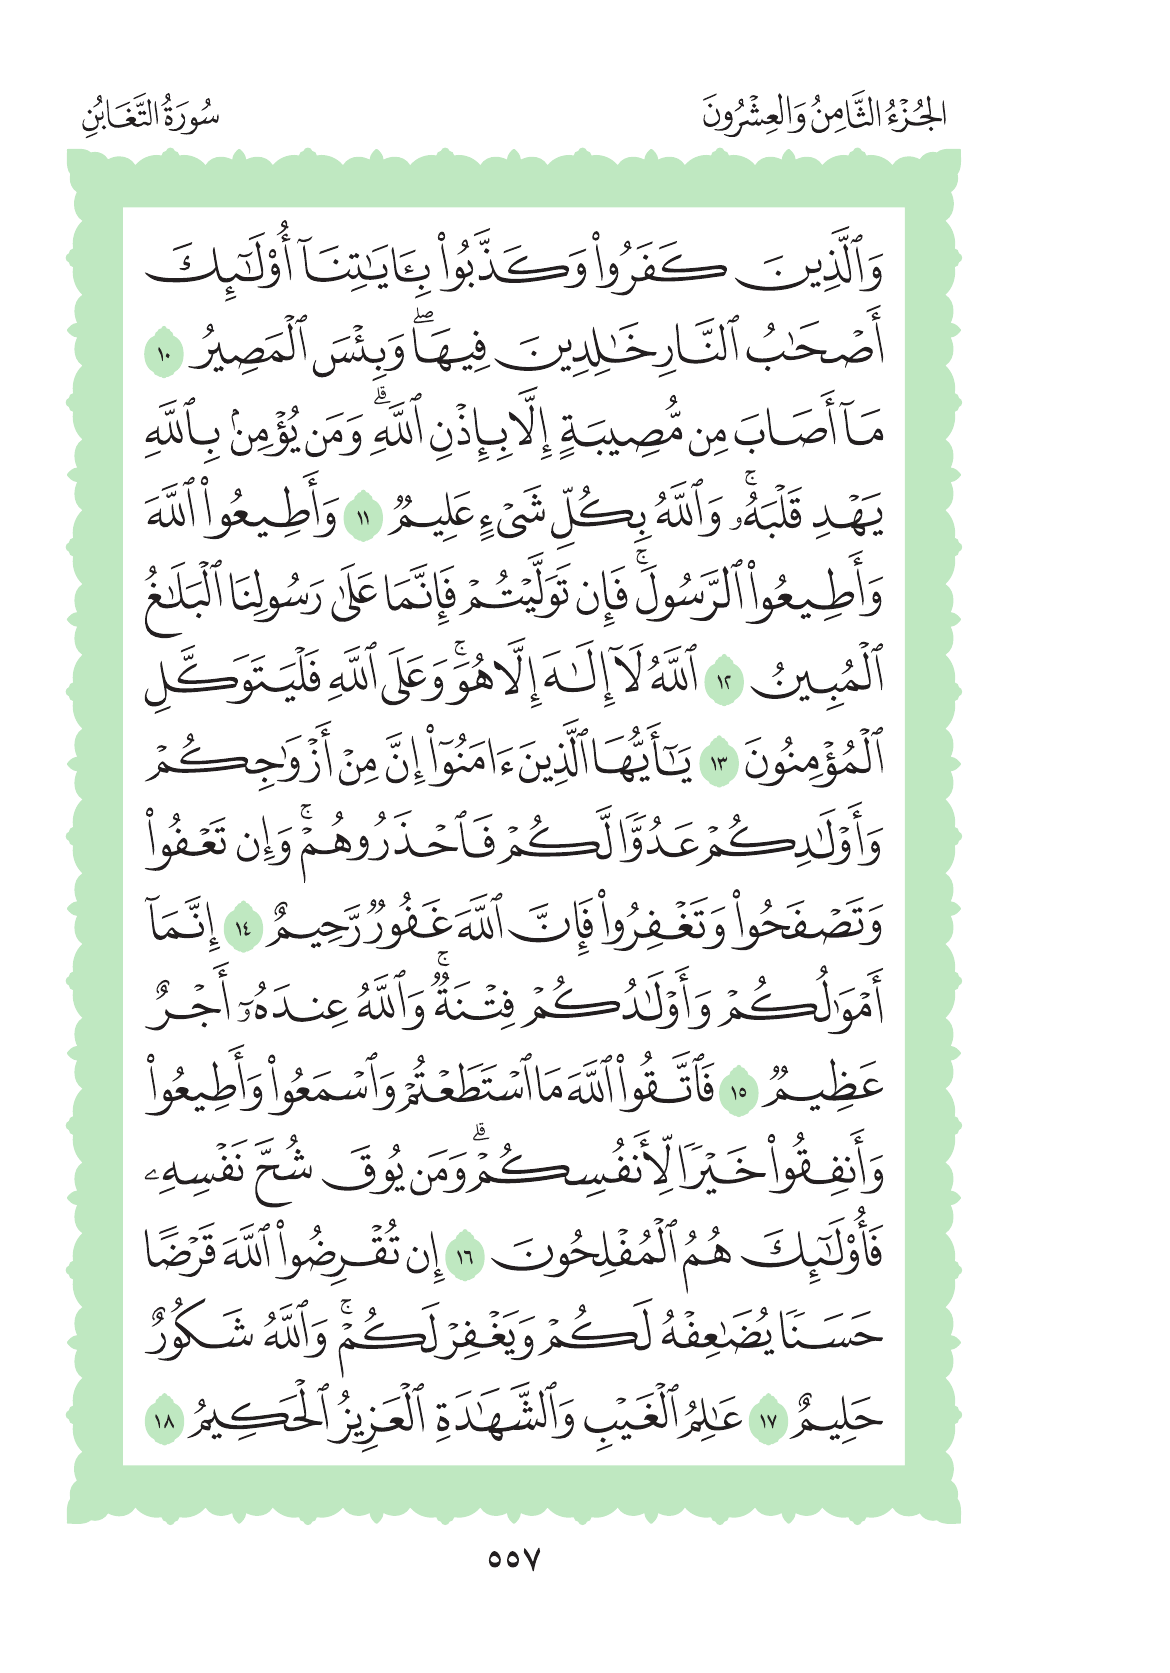 الجُزْءُ الثَّامِنُ وَالعِشْرُونَ
سُورَةُ التَّغَابُنِ
وَٱلَّذِينَ كَفَرُواْ وَكَذَّبُواْ بِـَٔايَٰتِنَآ أُوْلَٰٓئِكَ
أَصۡحَٰبُ ٱلنَّارِ خَٰلِدِينَ فِيهَاۖ وَبِئۡسَ ٱلۡمَصِيرُ ١٠
مَآ أَصَابَ مِن مُّصِيبَةٍ إِلَّا بِإِذۡنِ ٱللَّهِۗ وَمَن يُؤۡمِنۢ بِٱللَّهِ
يَهۡدِ قَلۡبَهُۥۚ وَٱللَّهُ بِكُلِّ شَيۡءٍ عَلِيمٞ ١١ وَأَطِيعُواْ ٱللَّهَ
وَأَطِيعُواْ ٱلرَّسُولَۚ فَإِن تَوَلَّيۡتُمۡ فَإِنَّمَا عَلَىٰ رَسُولِنَا ٱلۡبَلَٰغُ
ٱلۡمُبِينُ ١٢ ٱللَّهُ لَآ إِلَٰهَ إِلَّا هُوَۚ وَعَلَى ٱللَّهِ فَلۡيَتَوَكَّلِ
ٱلۡمُؤۡمِنُونَ ١٣ يَٰٓأَيُّهَا ٱلَّذِينَ ءَامَنُوٓاْ إِنَّ مِنۡ أَزۡوَٰجِكُمۡ
وَأَوۡلَٰدِكُمۡ عَدُوّٗا لَّكُمۡ فَٱحۡذَرُوهُمۡۚ وَإِن تَعۡفُواْ
وَتَصۡفَحُواْ وَتَغۡفِرُواْ فَإِنَّ ٱللَّهَ غَفُورٞ رَّحِيمٌ ١٤ إِنَّمَآ
أَمۡوَٰلُكُمۡ وَأَوۡلَٰدُكُمۡ فِتۡنَةٞۚ وَٱللَّهُ عِندَهُۥٓ أَجۡرٌ
عَظِيمٞ ١٥ فَٱتَّقُواْ ٱللَّهَ مَا ٱسۡتَطَعۡتُمۡ وَٱسۡمَعُواْ وَأَطِيعُواْ
وَأَنفِقُواْ خَيۡرٗا لِّأَنفُسِكُمۡۗ وَمَن يُوقَ شُحَّ نَفۡسِهِۦ
فَأُوْلَٰٓئِكَ هُمُ ٱلۡمُفۡلِحُونَ ١٦ إِن تُقۡرِضُواْ ٱللَّهَ قَرۡضًا
حَسَنٗا يُضَٰعِفۡهُ لَكُمۡ وَيَغۡفِرۡ لَكُمۡۚ وَٱللَّهُ شَكُورٌ
حَلِيمٌ ١٧ عَٰلِمُ ٱلۡغَيۡبِ وَٱلشَّهَٰدَةِ ٱلۡعَزِيزُ ٱلۡحَكِيمُ ١٨
٥٥٧